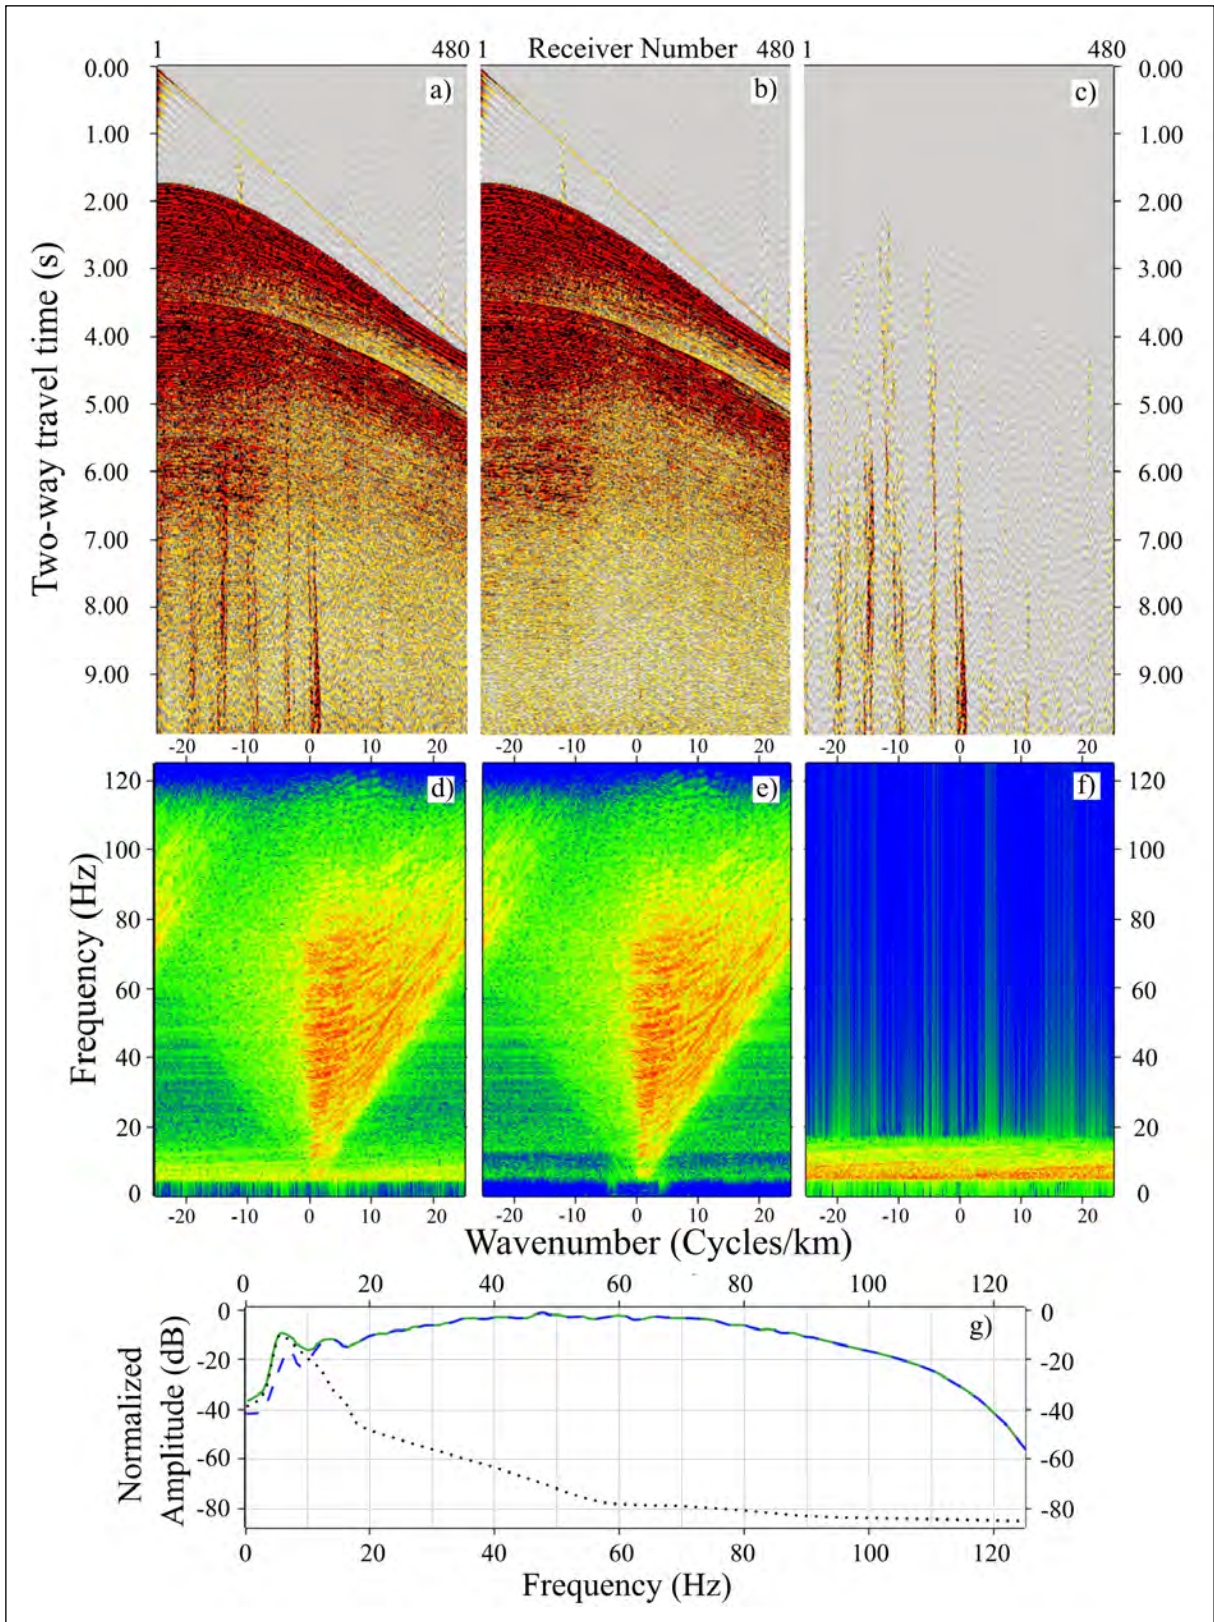 1 480 1 Receiver Number 480 1 480
a) b) c)
0.00 0.00
1.00 1.00
2.00 2.00
3.00 3.00
4.00 4.00
5.00 5.00
6.00 6.00
7.00 7.00
8.00 8.00
9.00 9.00
Two-way travel time (s)
-20 -10 0 10 20 -20 -10 0 10 20 -20 -10 0 10 20
d) e) f)
120 120
100 100
80 80
60 60
40 40
20 20
0 0
Frequency (Hz)
-20 -10 0 10 20 -20 -10 0 10 20 -20 -10 0 10 20
Wavenumber (Cycles/km)
0 20 40 60 80 100 120
g)
0 0
-20 -20
-40 -40
-60 -60
-80 -80
Normalized
Amplitude (dB)
0 20 40 60 80 100 120
Frequency (Hz)